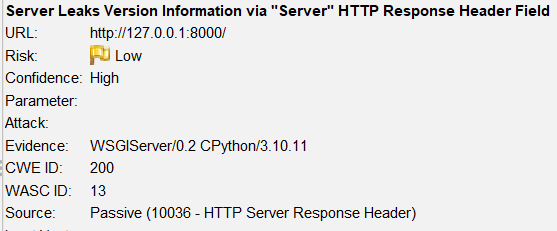 Server Leaks Version Information via "Server" HTTP Response Header Field
URL: http://127.0.0.1:8000/
Risk: Low
Confidence: High
Parameter:
Attack:
Evidence: WSGIServer/0.2 CPython/3.10.11
CWE ID: 200
WASC ID: 13
Source: Passive (10036 - HTTP Server Response Header)